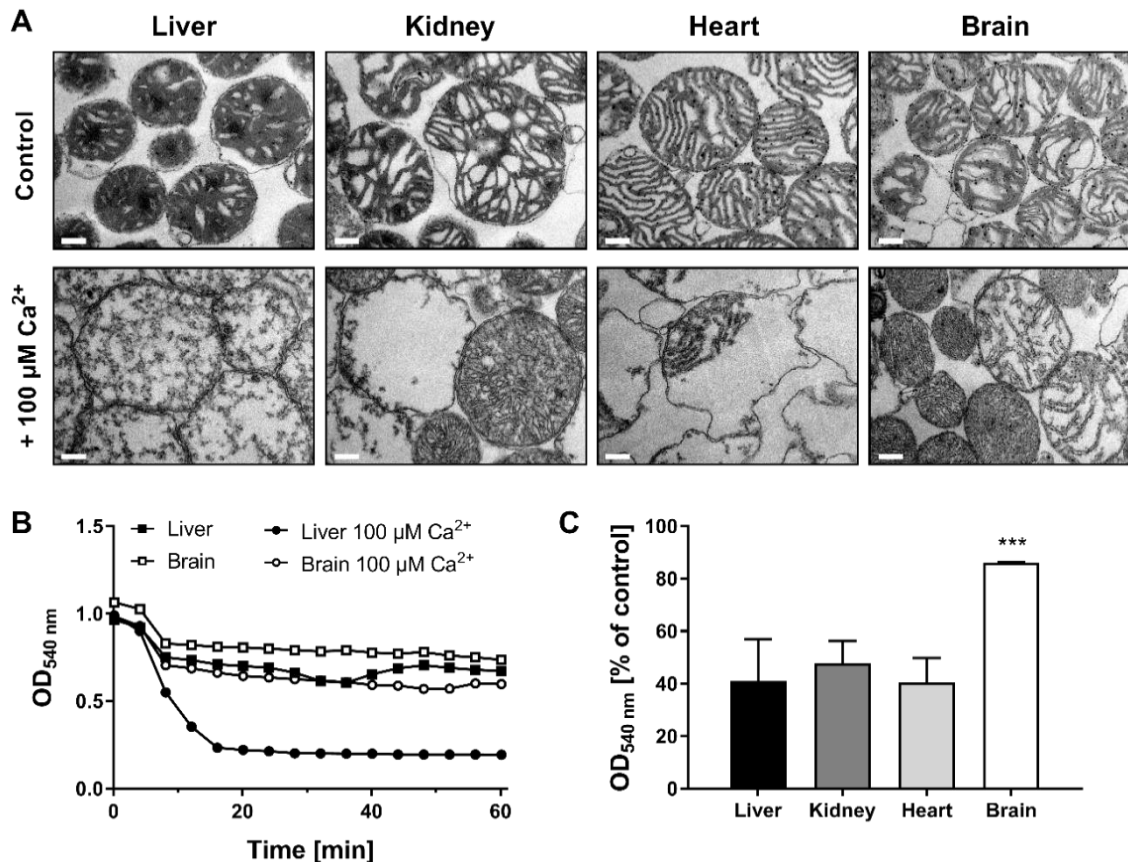 A
Liver Kidney Heart Brain
Control
+ 100 µM Ca²⁺
B
Liver Liver 100 µM Ca²⁺
Brain Brain 100 µM Ca²⁺
OD540 nm
1.5
1.0
0.5
0.0
0 20 40 60
Time [min]
C
OD540 nm [% of control]
100
80
60
40
20
0
***
Liver Kidney Heart Brain